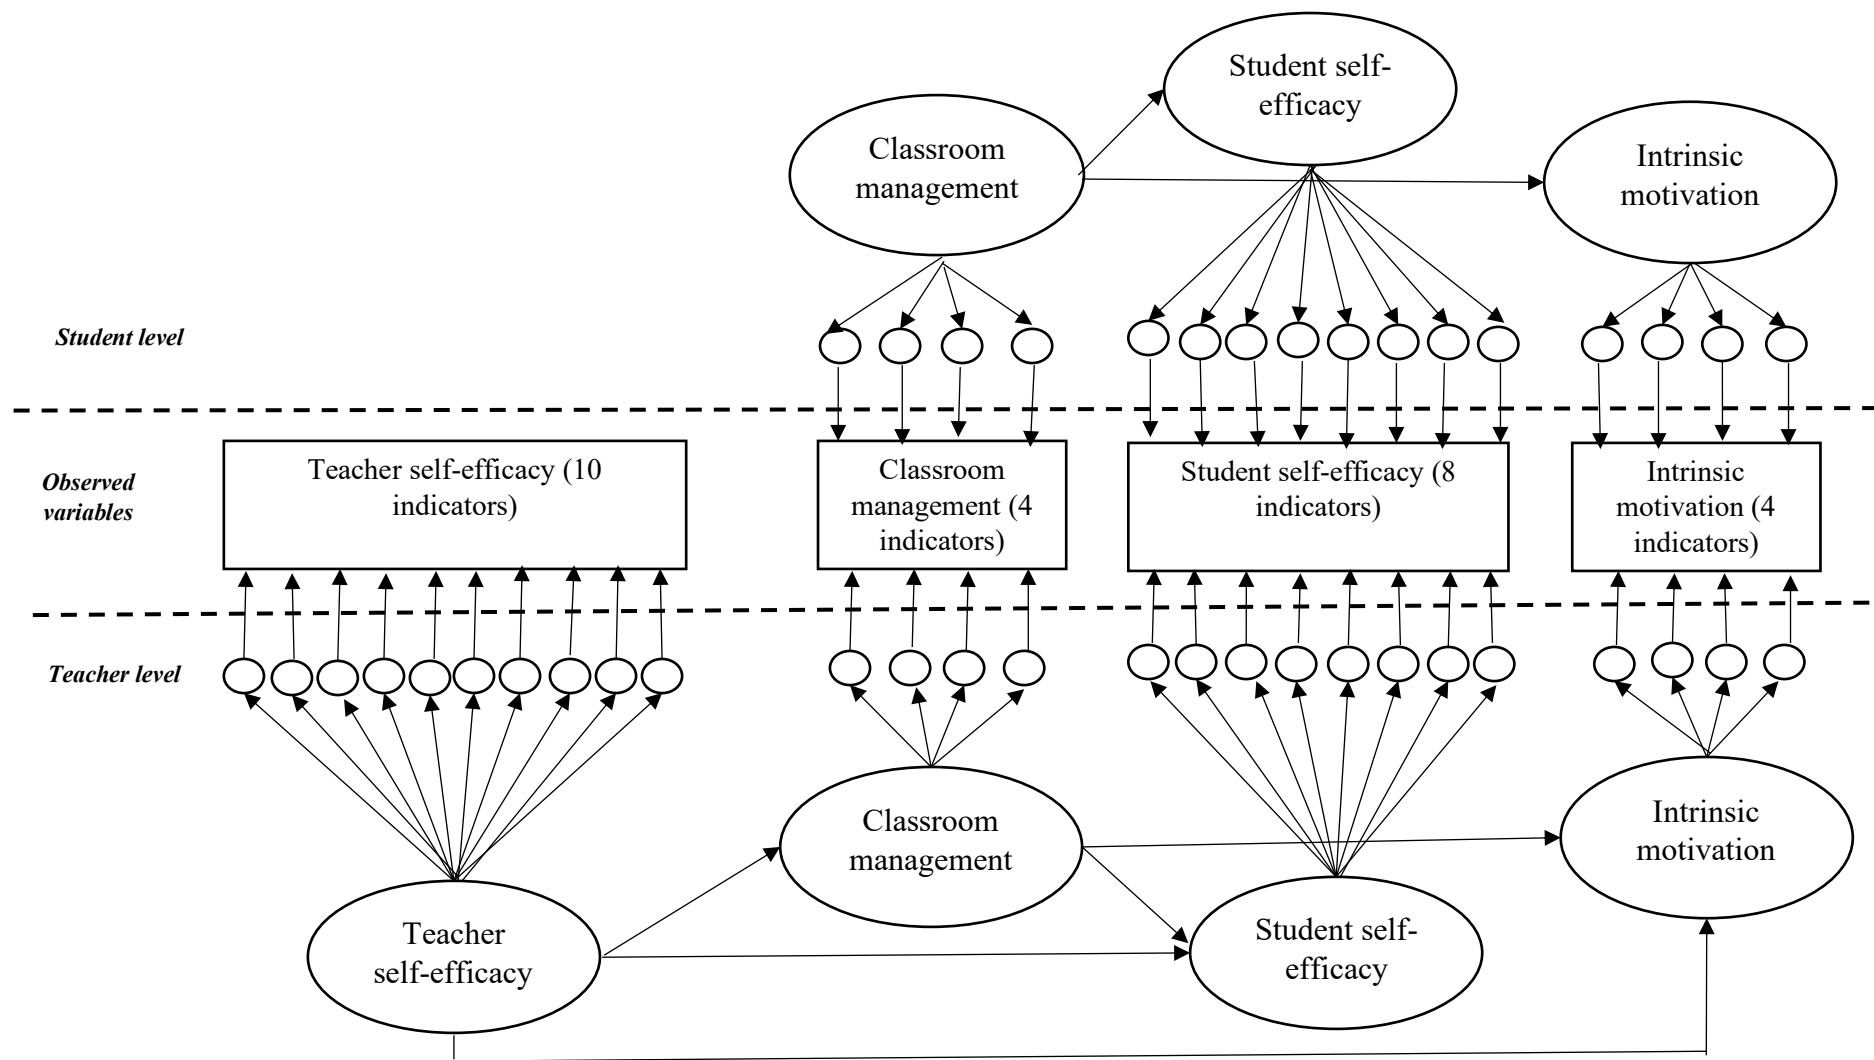 Student self-
efficacy
Classroom
management
Intrinsic
motivation
Student level
Observed
variables
Teacher self-efficacy (10
indicators)
Classroom
management (4
indicators)
Student self-efficacy (8
indicators)
Intrinsic
motivation (4
indicators)
Teacher level
Classroom
management
Intrinsic
motivation
Teacher
self-efficacy
Student self-
efficacy